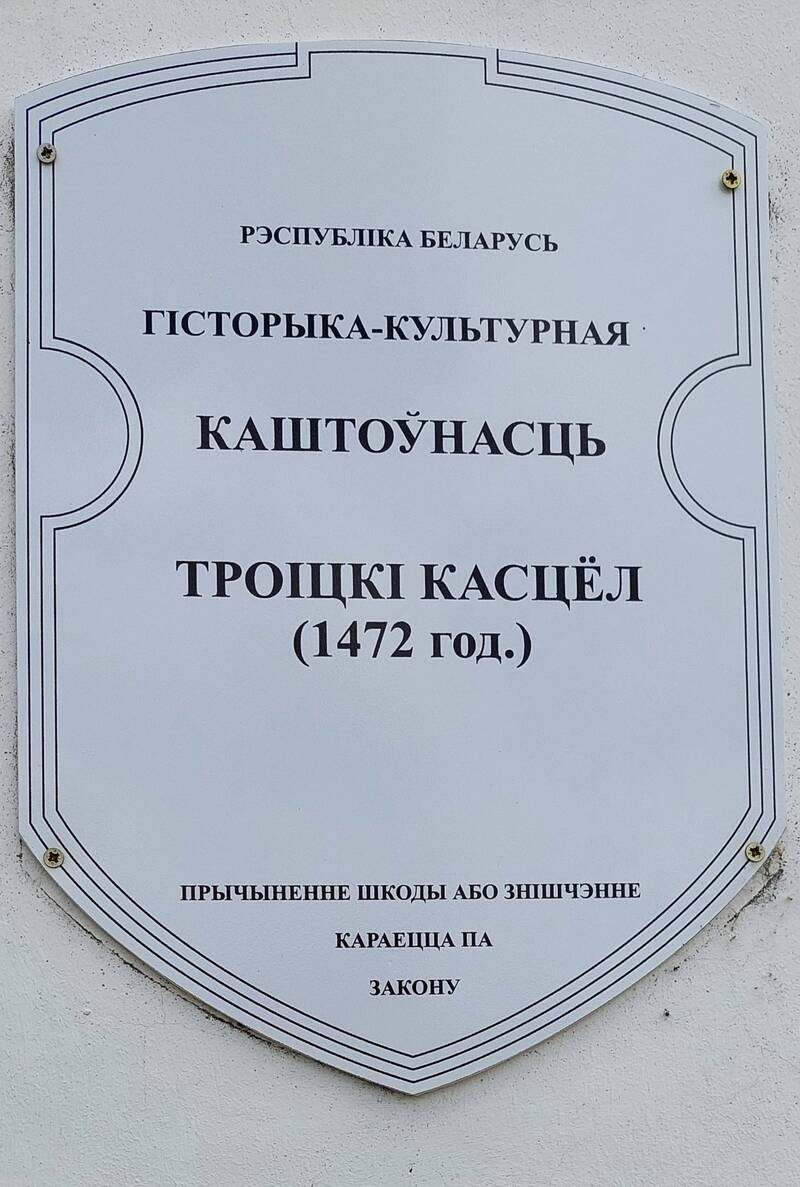 РЭСПУБЛІКА БЕЛАРУСЬ
ГІСТОРЫКА-КУЛЬТУРНАЯ
КАШТОЎНАСЦЬ
ТРОІЦКІ КАСЦЁЛ
(1472 год.)
ПРЫЧЫНЕННЕ ШКОДЫ АБО ЗНІШЧЭННЕ
КАРАЕЦЦА ПА
ЗАКОНУ